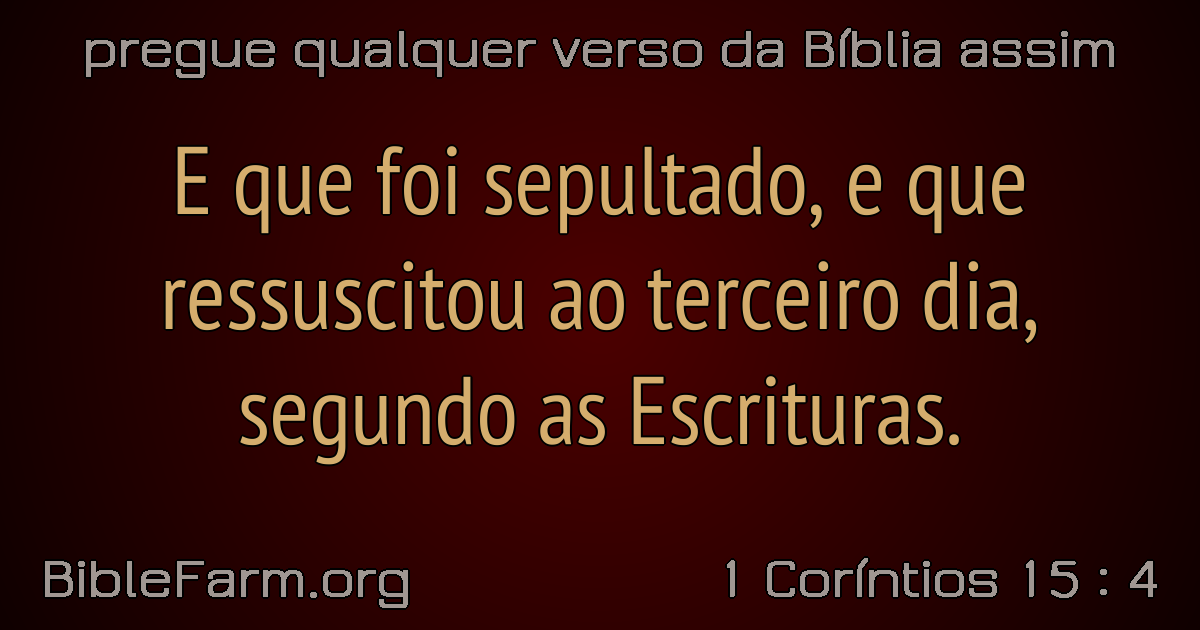 pregue qualquer verso da Bíblia assim
E que foi sepultado, e que
ressuscitou ao terceiro dia,
segundo as Escrituras.
BibleFarm.org
1 Coríntios 15 : 4